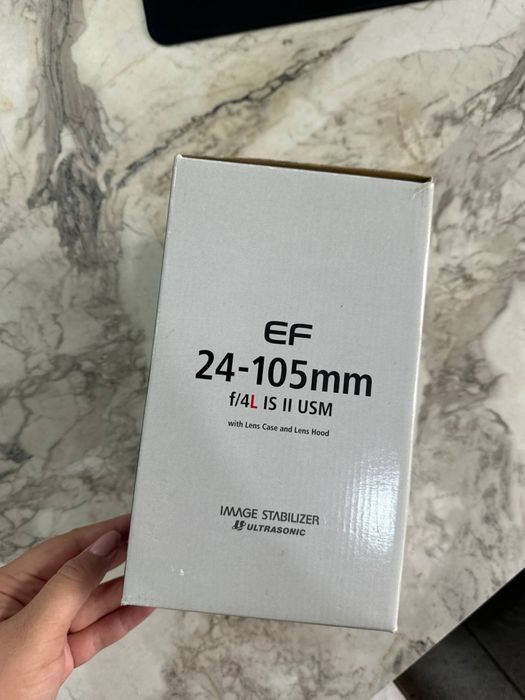 EF
24-105mm
f/4L IS II USM
with Lens Case and Lens Hood
IMAGE STABILIZER
ULTRASONIC